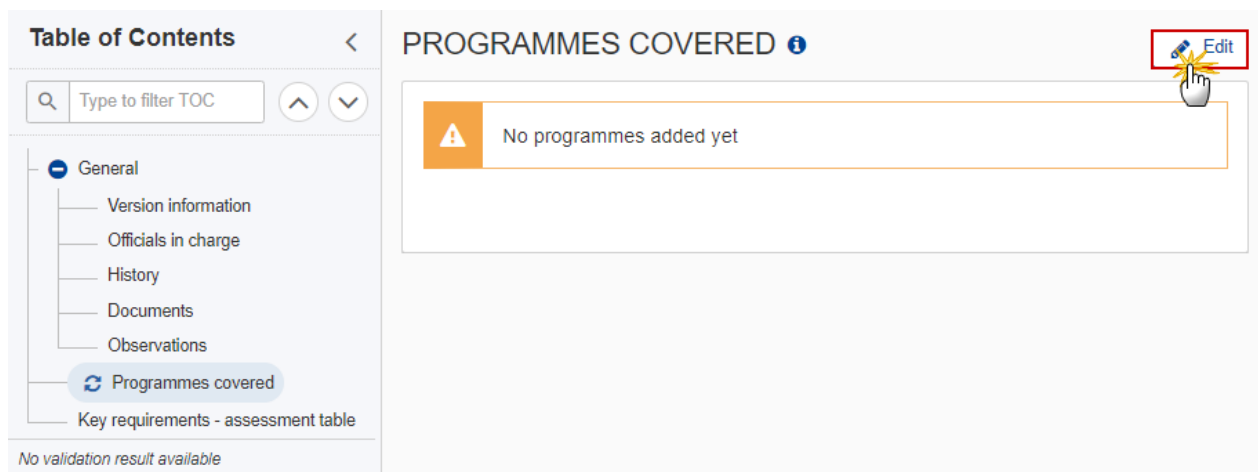 Table of Contents
Type to filter TOC
General
Version information
Officials in charge
History
Documents
Observations
Programmes covered
Key requirements - assessment table
No validation result available
PROGRAMMES COVERED
Edit
No programmes added yet